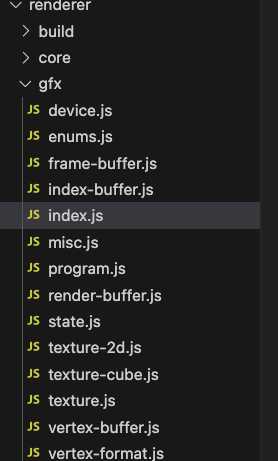 renderer
build
core
gfx
JS device.js
JS enums.js
JS frame-buffer.js
JS index-buffer.js
JS index.js
JS misc.js
JS program.js
JS render-buffer.js
JS state.js
JS texture-2d.js
JS texture-cube.js
JS texture.js
JS vertex-buffer.js
JS vertex-format.js